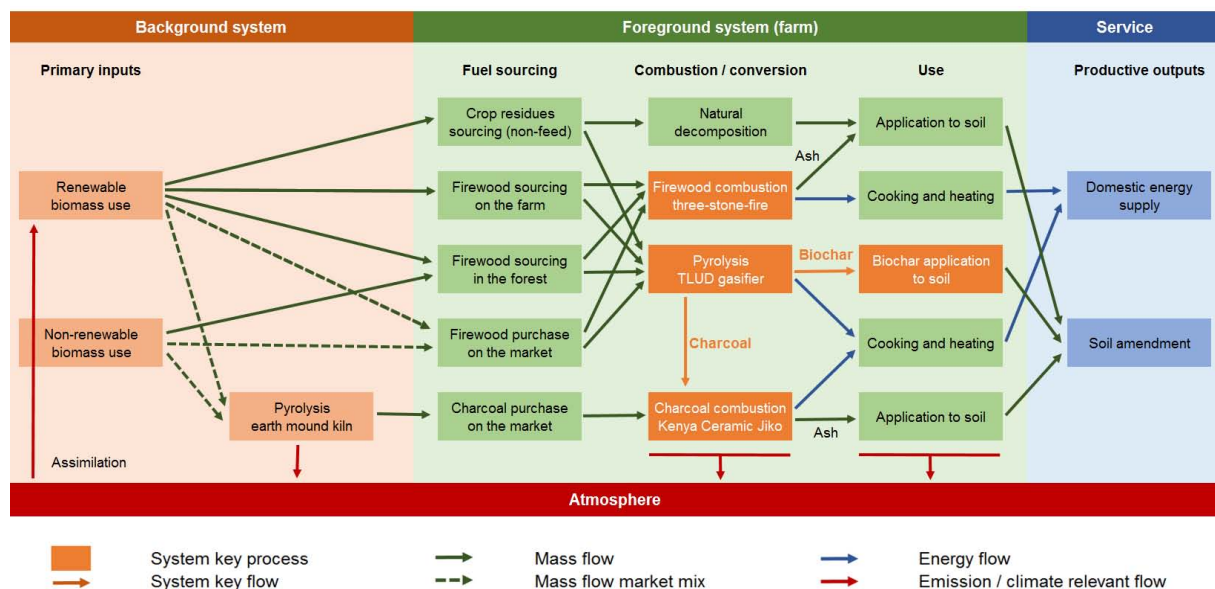 Background system
Foreground system (farm)
Service
Primary inputs
Fuel sourcing
Combustion / conversion
Use
Productive outputs
Crop residues
sourcing (non-feed)
Natural
decomposition
Application to soil
Ash
Renewable
biomass use
Firewood sourcing
on the farm
Firewood combustion
three-stone-fire
Cooking and heating
Domestic energy
supply
Firewood sourcing
in the forest
Pyrolysis
TLUD gasifier
Biochar
Biochar application
to soil
Non-renewable
biomass use
Firewood purchase
on the market
Charcoal
Cooking and heating
Soil amendment
Pyrolysis
earth mound kiln
Charcoal purchase
on the market
Charcoal combustion
Kenya Ceramic Jiko
Ash
Application to soil
Assimilation
Atmosphere
System key process
Mass flow
Energy flow
System key flow
Mass flow market mix
Emission / climate relevant flow